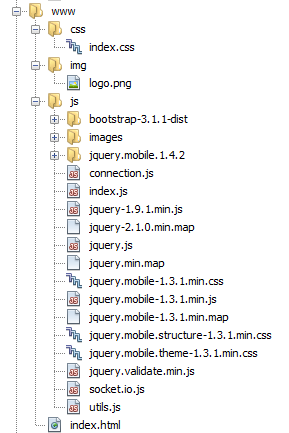 www
css
index.css
img
logo.png
js
bootstrap-3.1.1-dist
images
jquery.mobile.1.4.2
connection.js
index.js
jquery-1.9.1.min.js
jquery-2.1.0.min.map
jquery.js
jquery.min.map
jquery.mobile-1.3.1.min.css
jquery.mobile-1.3.1.min.js
jquery.mobile-1.3.1.min.map
jquery.mobile.structure-1.3.1.min.css
jquery.mobile.theme-1.3.1.min.css
jquery.validate.min.js
socket.io.js
utils.js
index.html